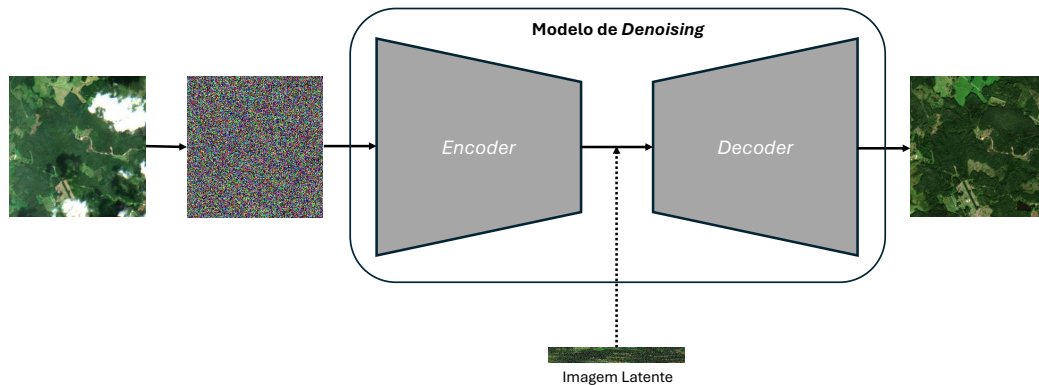 Modelo de Denoising
Encoder
Decoder
Imagem Latente